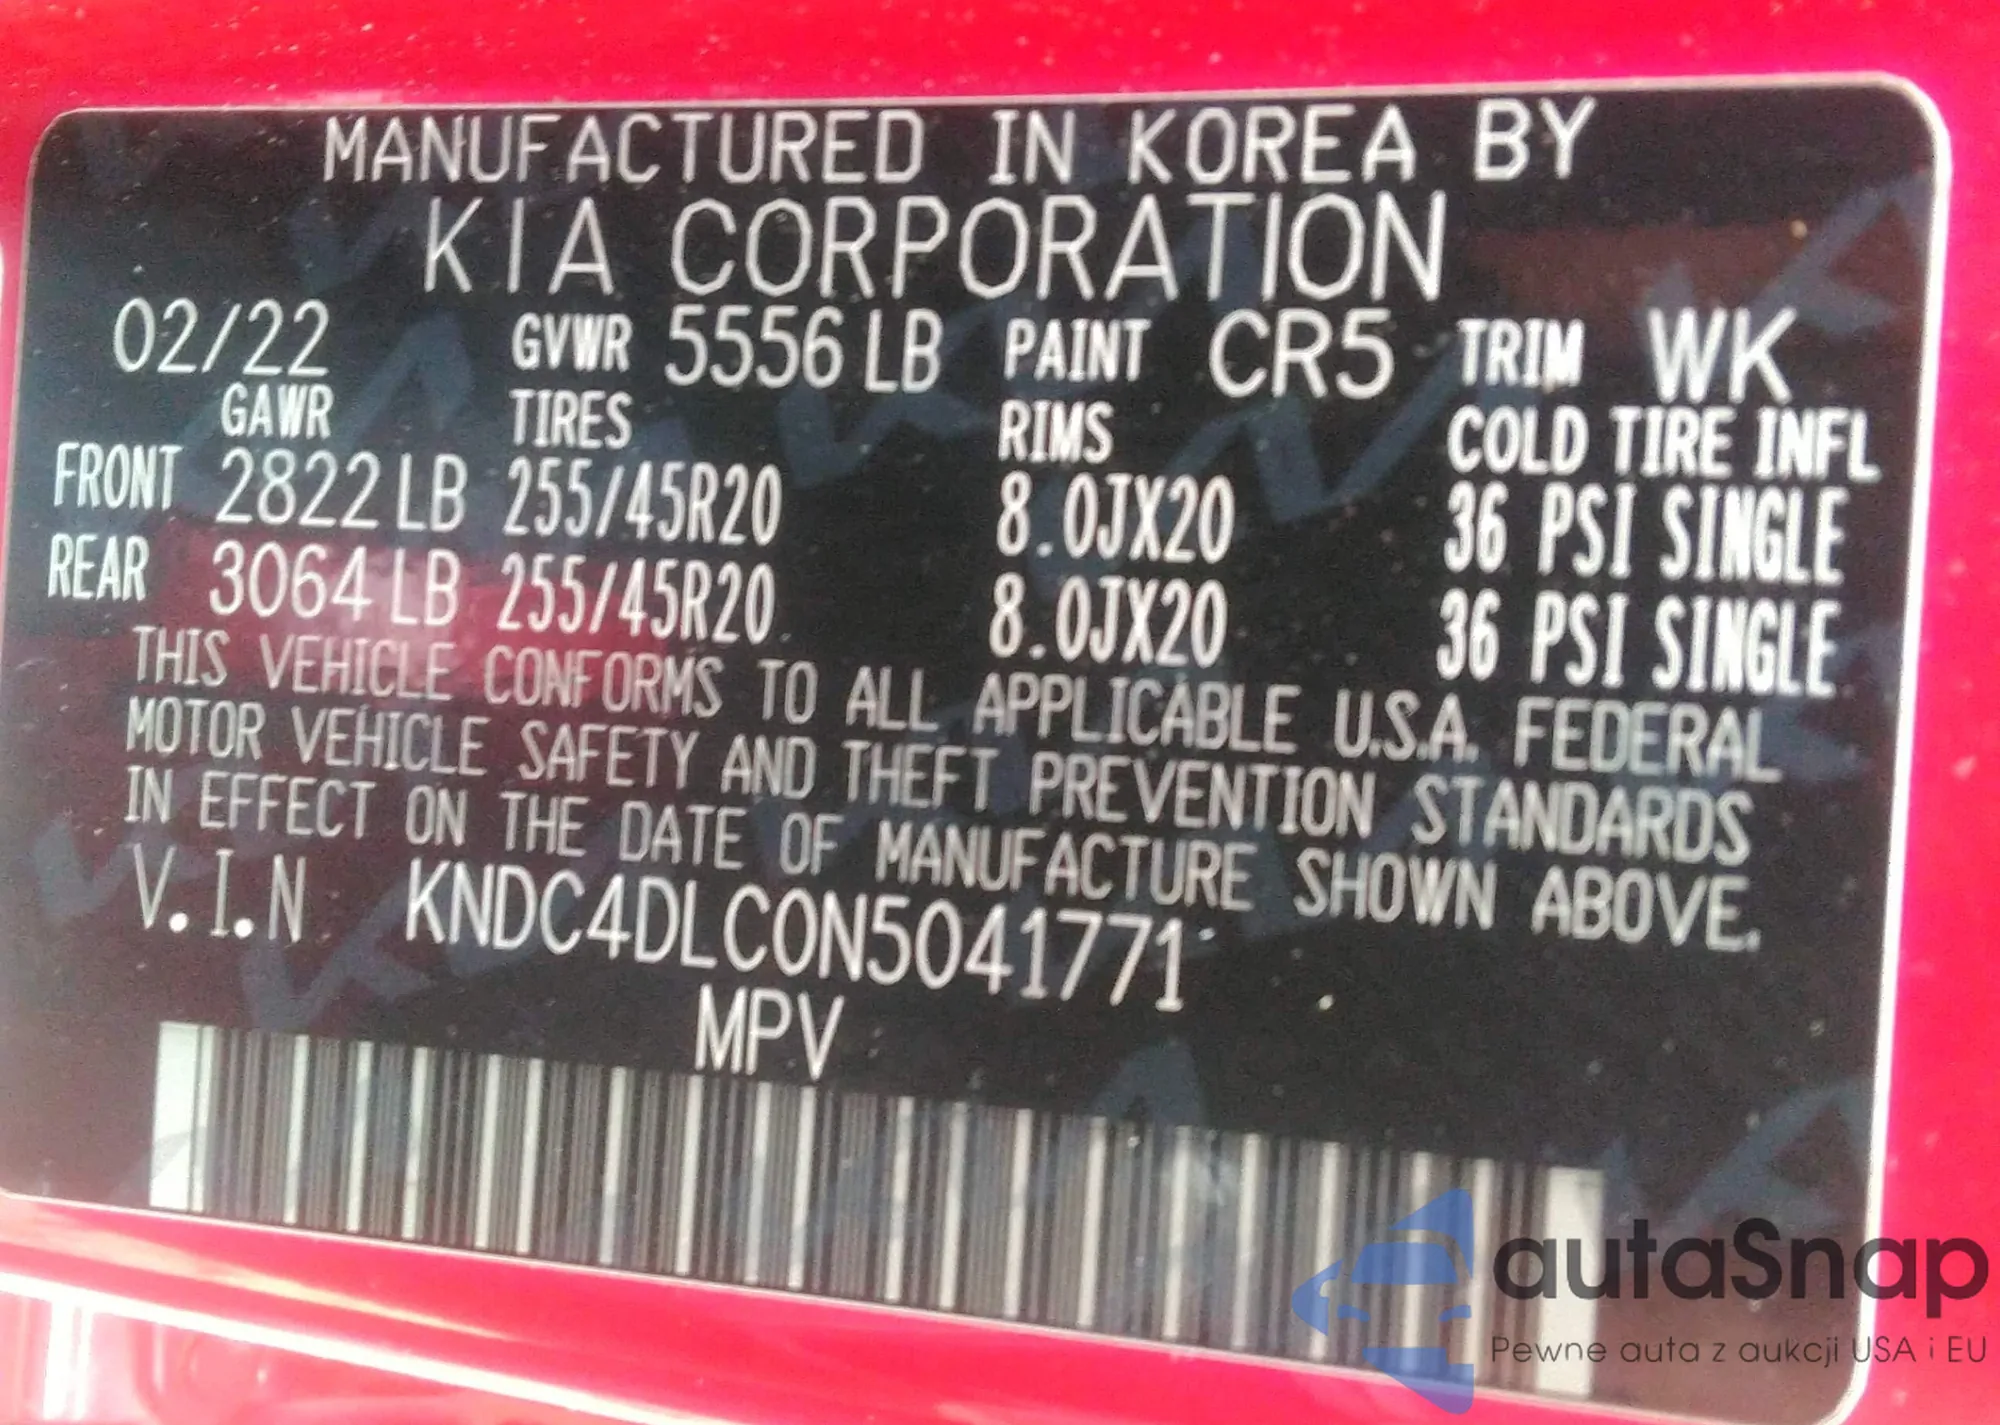 MANUFACTURED IN KOREA BY
KIA CORPORATION
02/22 GVWR 5556 LB PAINT CR5 TRIM WK
GAWR TIRES RIMS COLD TIRE INFL
FRONT 2822 LB 255/45R20 8.0JX20 36 PSI SINGLE
REAR 3064 LB 255/45R20 8.0JX20 36 PSI SINGLE
THIS VEHICLE CONFORMS TO ALL APPLICABLE U.S.A. FEDERAL
MOTOR VEHICLE SAFETY AND THEFT PREVENTION STANDARDS
IN EFFECT ON THE DATE OF MANUFACTURE SHOWN ABOVE.
V.I.N KNDC4DLC0N5041771
MPV
autaSnap
Pewne auta z aukcji USA i EU